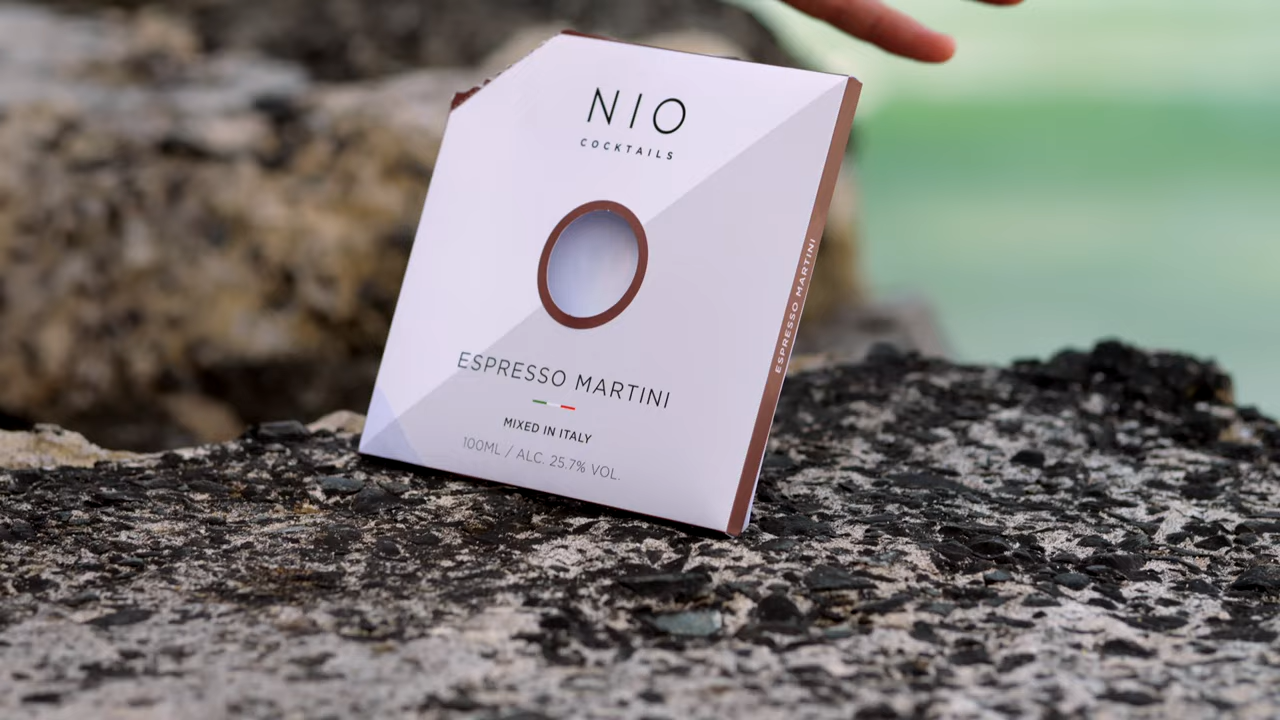 NIO
COCKTAILS
ESPRESSO MARTINI
MIXED IN ITALY
100ML / ALC. 25.7% VOL.
ESPRESSO MARTINI